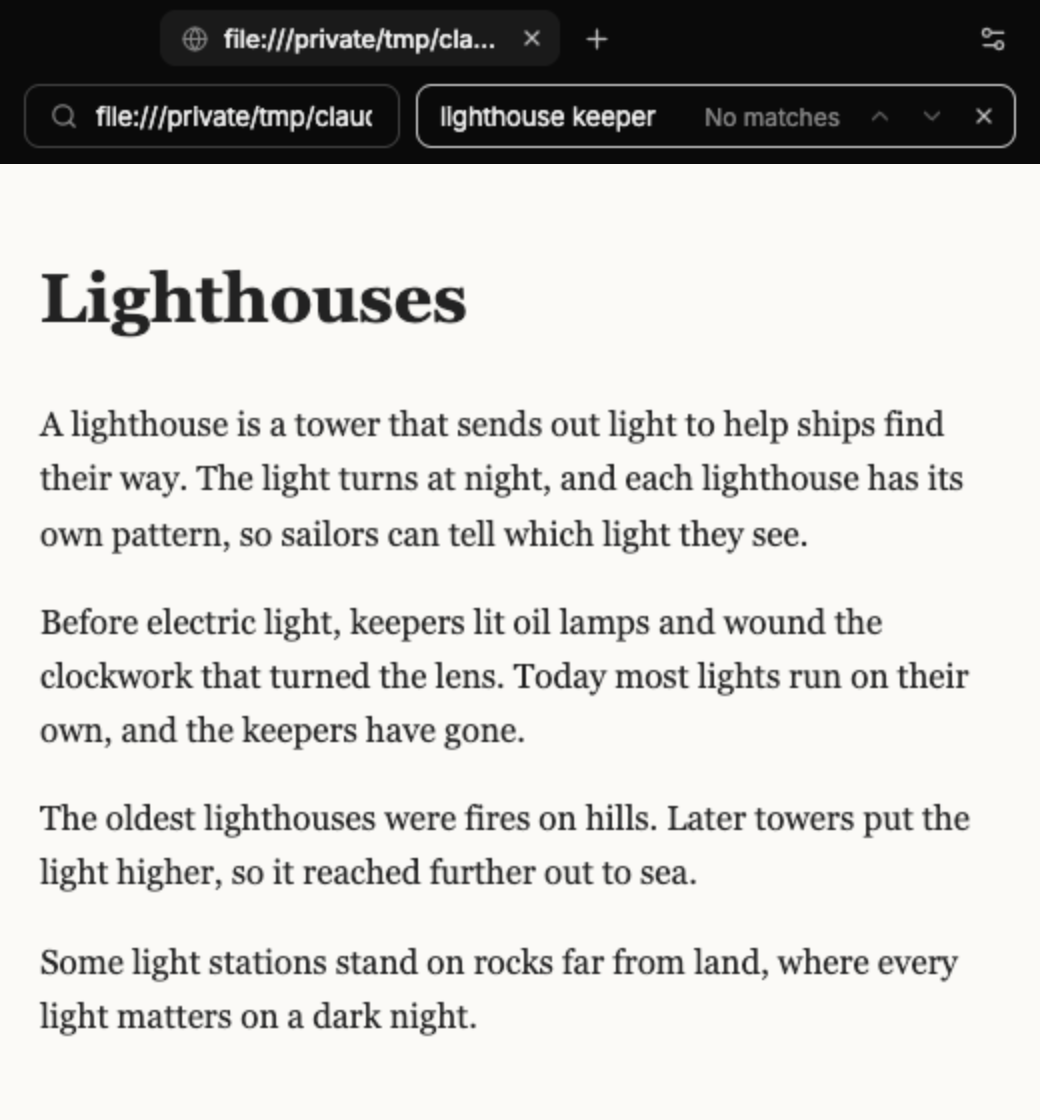 file:///private/tmp/cla...
file:///private/tmp/clauc
lighthouse keeper No matches
Lighthouses
A lighthouse is a tower that sends out light to help ships find
their way. The light turns at night, and each lighthouse has its
own pattern, so sailors can tell which light they see.
Before electric light, keepers lit oil lamps and wound the
clockwork that turned the lens. Today most lights run on their
own, and the keepers have gone.
The oldest lighthouses were fires on hills. Later towers put the
light higher, so it reached further out to sea.
Some light stations stand on rocks far from land, where every
light matters on a dark night.